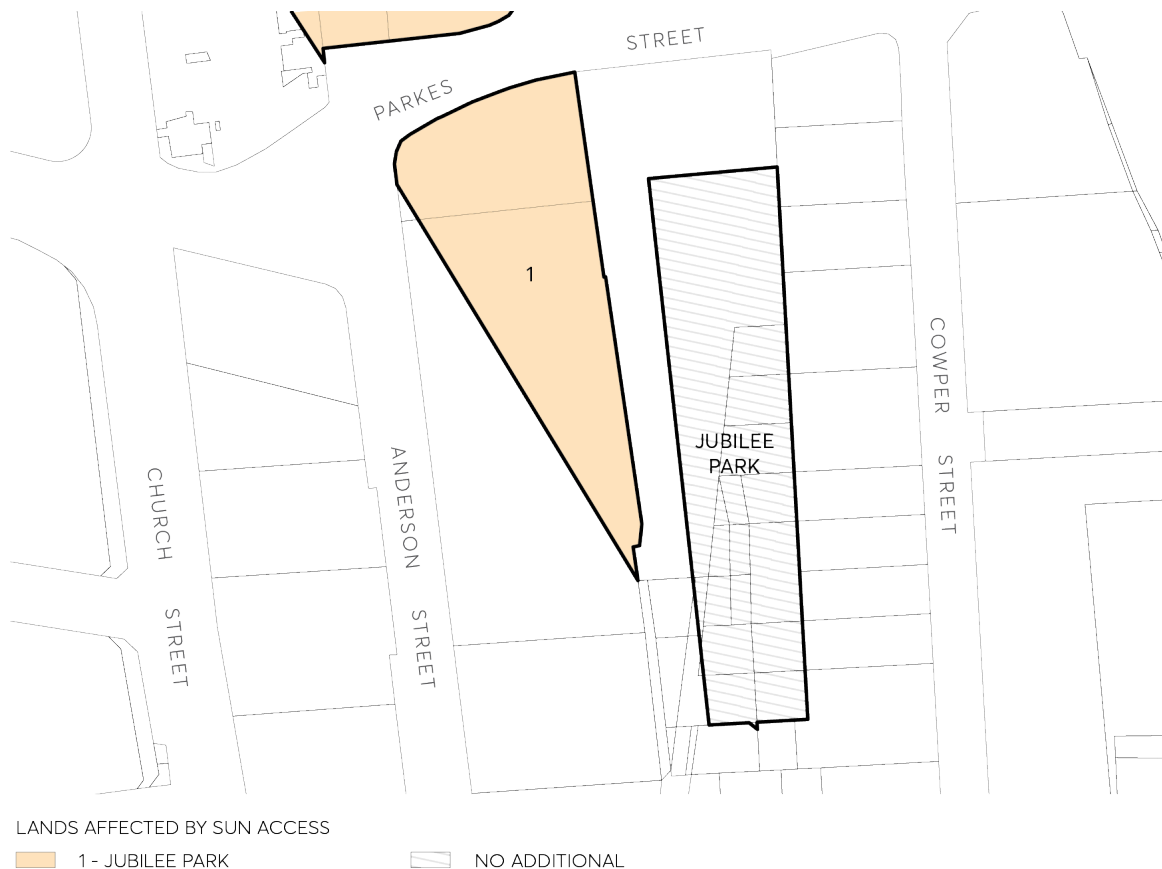 STREET
PARKES
1
COWPER
JUBILEE
PARK
ANDERSON
STREET
CHURCH
STREET
STREET
LANDS AFFECTED BY SUN ACCESS
1 - JUBILEE PARK
NO ADDITIONAL